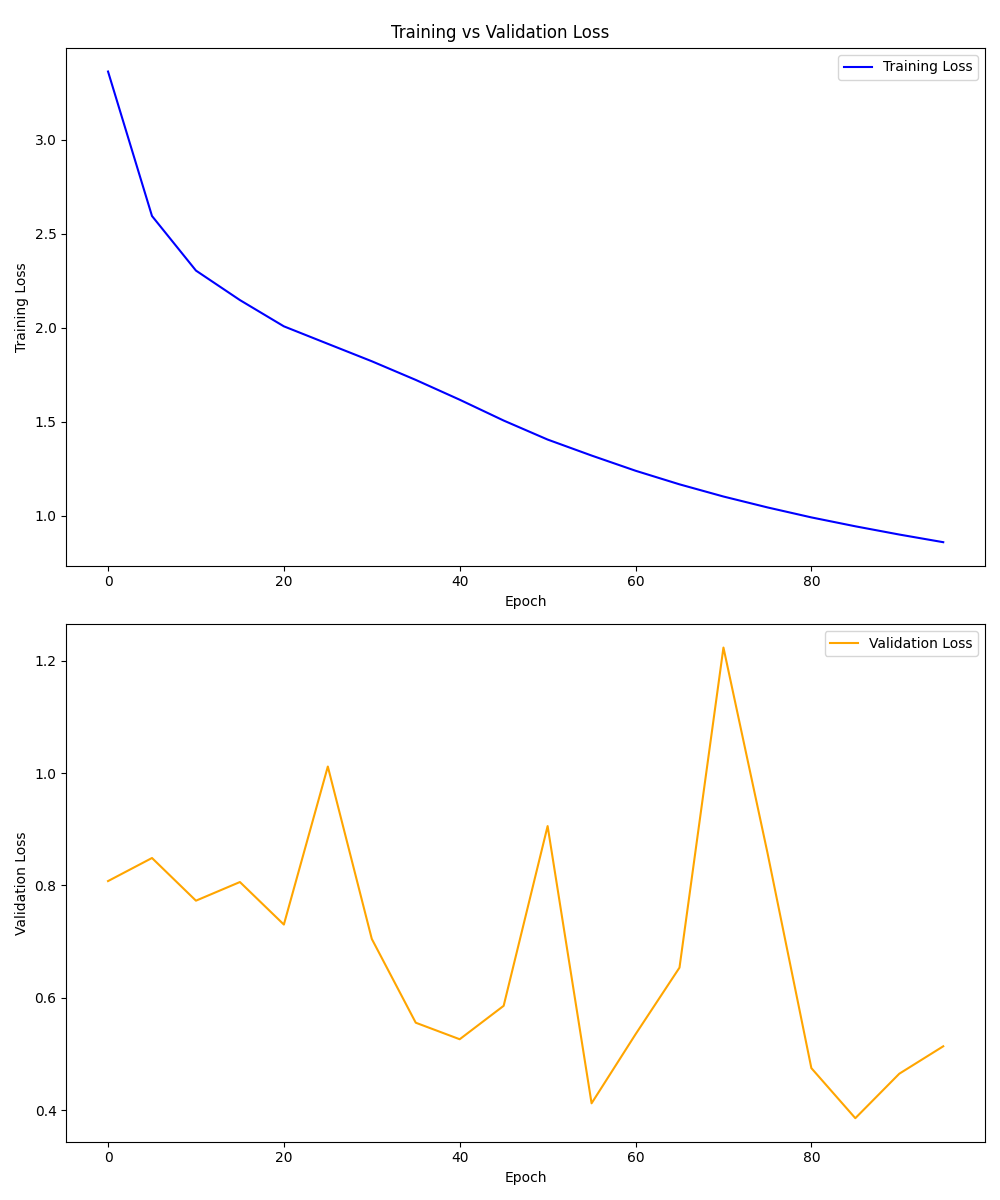 Training vs Validation Loss
Training Loss
3.0
2.5
2.0
1.5
1.0
Training Loss
0 20 40 60 80
Epoch
Validation Loss
1.2
1.0
0.8
0.6
0.4
Validation Loss
0 20 40 60 80
Epoch